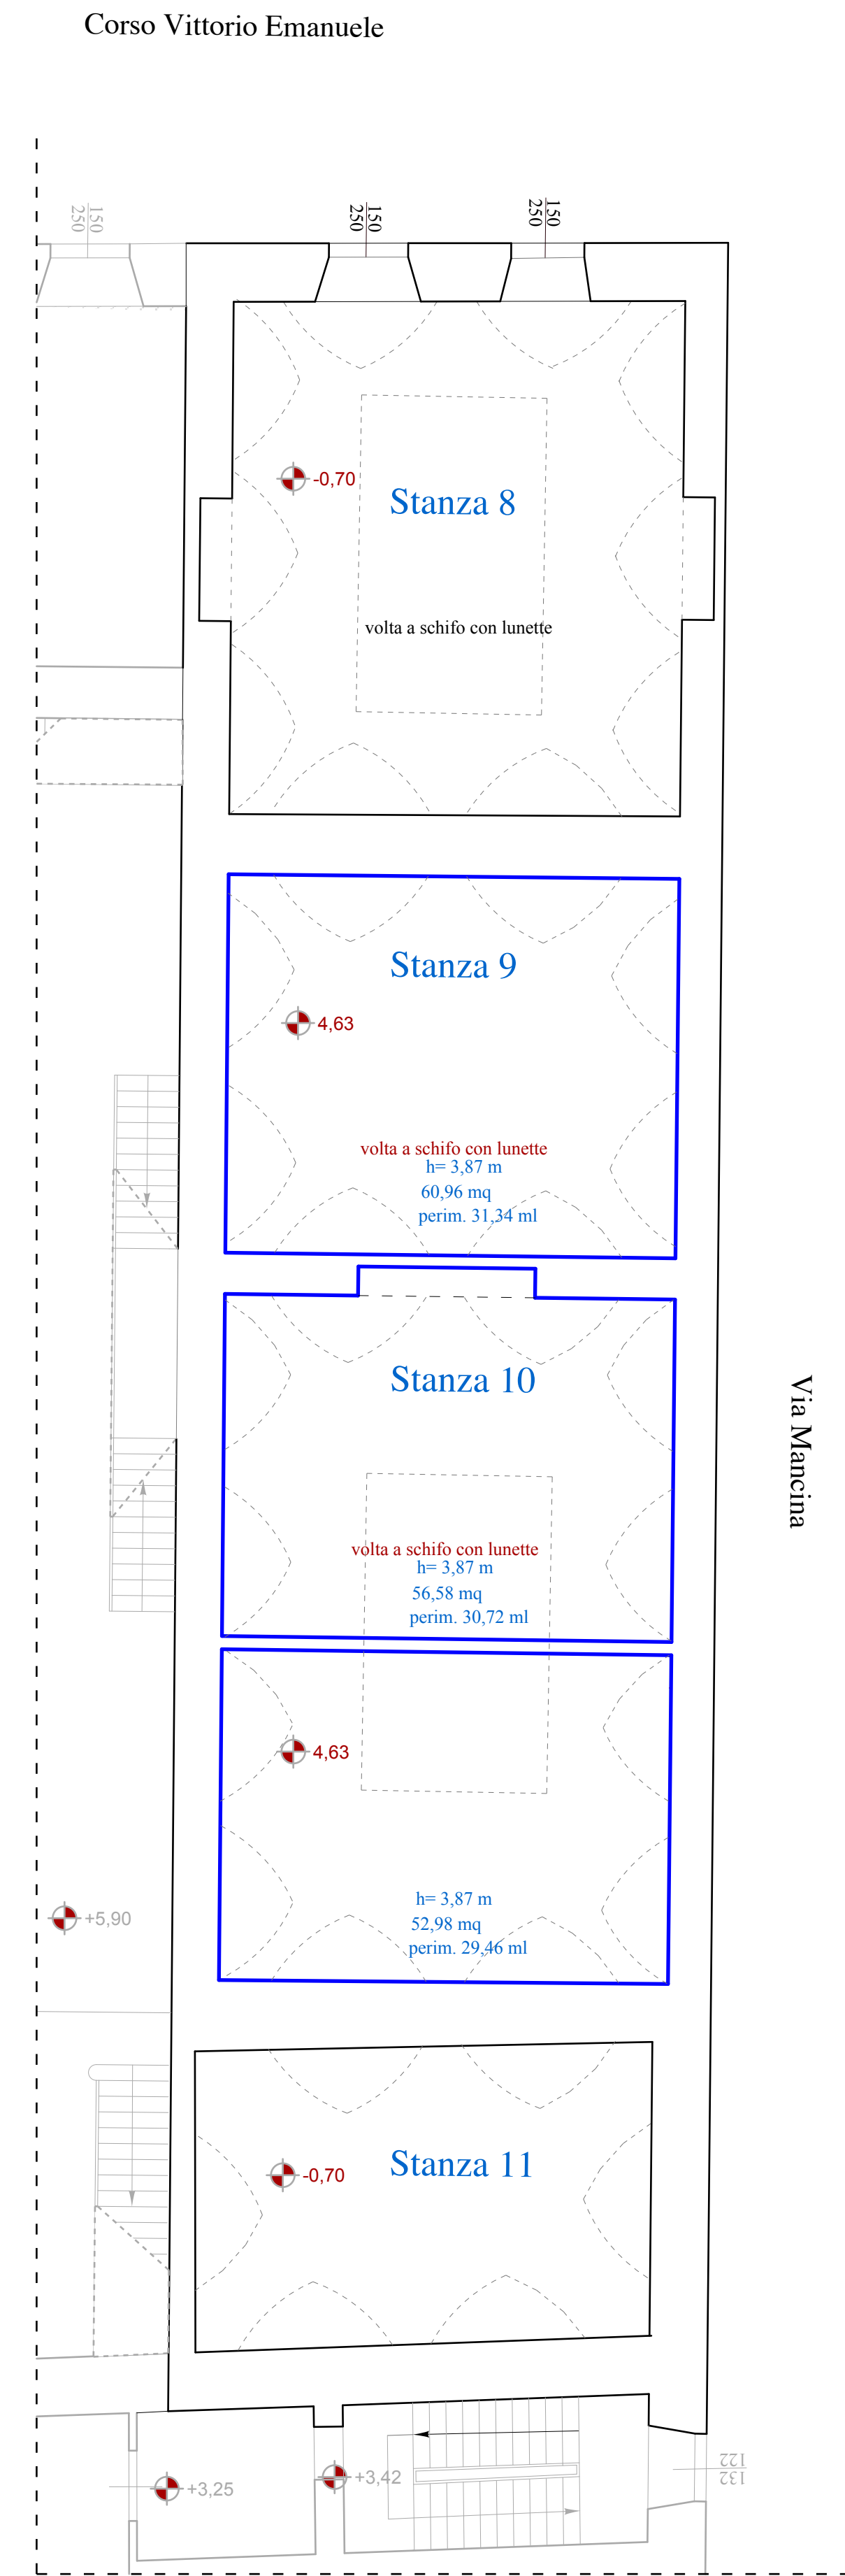 Corso Vittorio Emanuele
150
250
150
250
150
250
-0,70
Stanza 8
volta a schifo con lunette
Stanza 9
4,63
volta a schifo con lunette
h= 3,87 m
60,96 mq
perim. 31,34 ml
Stanza 10
Via Mancina
volta a schifo con lunette
h= 3,87 m
56,58 mq
perim. 30,72 ml
4,63
h= 3,87 m
52,98 mq
perim. 29,46 ml
+5,90
Stanza 11
-0,70
+3,25
+3,42
122
132